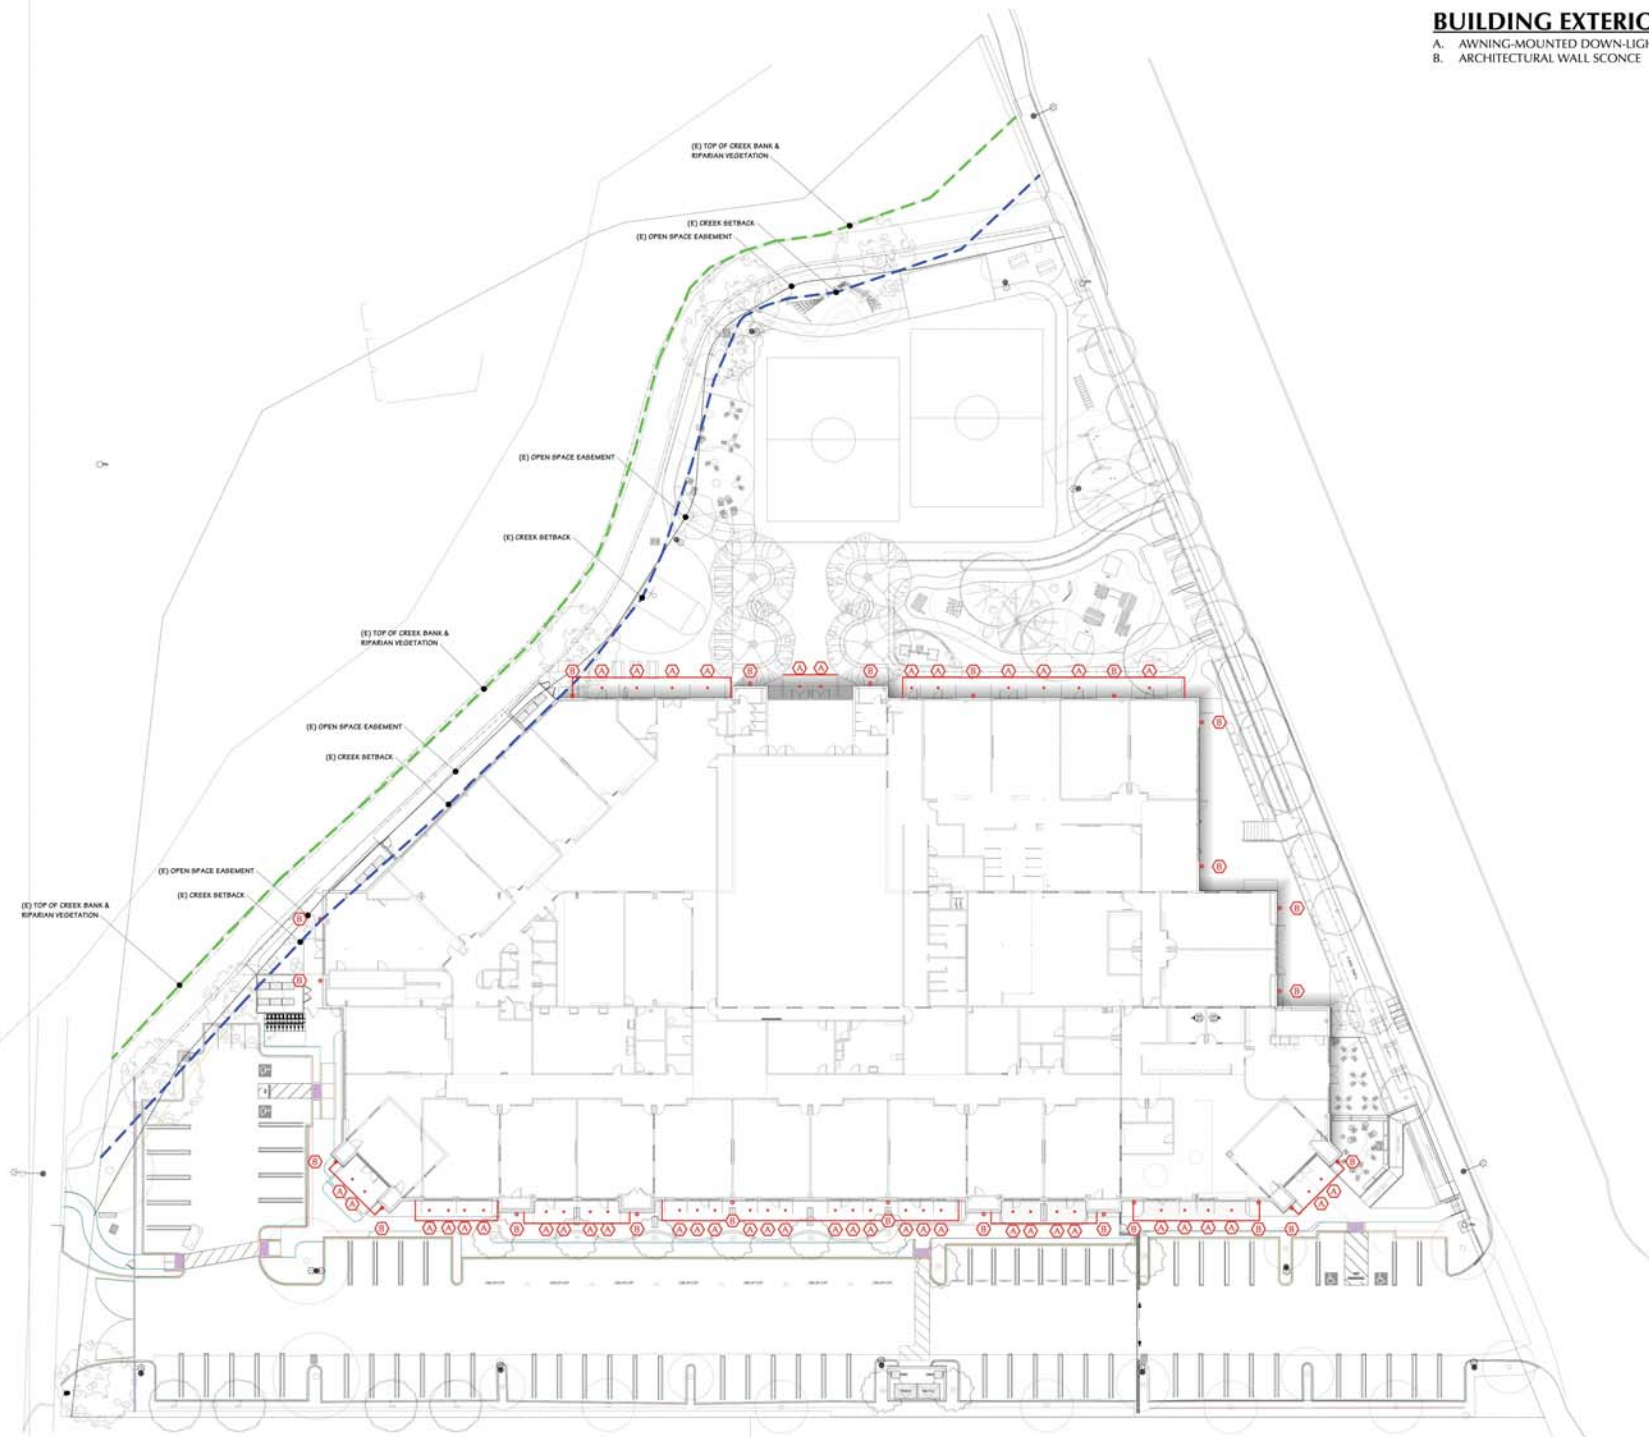 BUILDING EXTERIO
A. AWNING-MOUNTED DOWN-LIGH
B. ARCHITECTURAL WALL SCONCE
(E) TOP OF CREEK BANK &
RIPARIAN VEGETATION
(E) CREEK SETBACK
(E) OPEN SPACE EASEMENT
(E) OPEN SPACE EASEMENT
(E) CREEK SETBACK
(E) TOP OF CREEK BANK &
RIPARIAN VEGETATION
(E) OPEN SPACE EASEMENT
(E) CREEK SETBACK
(E) OPEN SPACE EASEMENT
(E) CREEK SETBACK
(E) TOP OF CREEK BANK &
RIPARIAN VEGETATION
B A A A A B A A B A A B A A A B A
B
B
B
B
B
B
B B
A A
A A
B A A A A B A A A A B A A A B A A A A A A B A A A B A A A A B B A A A A B B